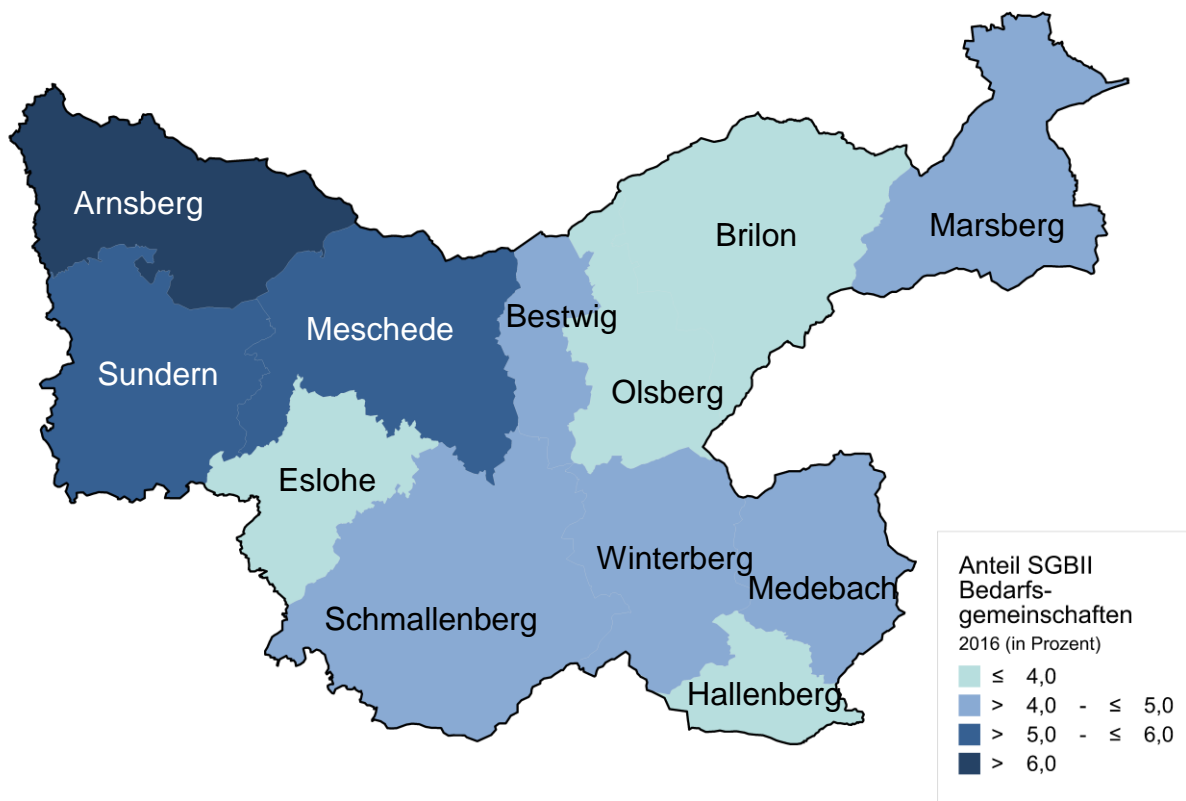 Arnsberg
Marsberg
Brilon
Bestwig
Meschede
Sundern
Olsberg
Eslohe
Winterberg
Medebach
Schmallenberg
Hallenberg
Anteil SGBII
Bedarfs-
gemeinschaften
2016 (in Prozent)
≤ 4,0
> 4,0 - ≤ 5,0
> 5,0 - ≤ 6,0
> 6,0